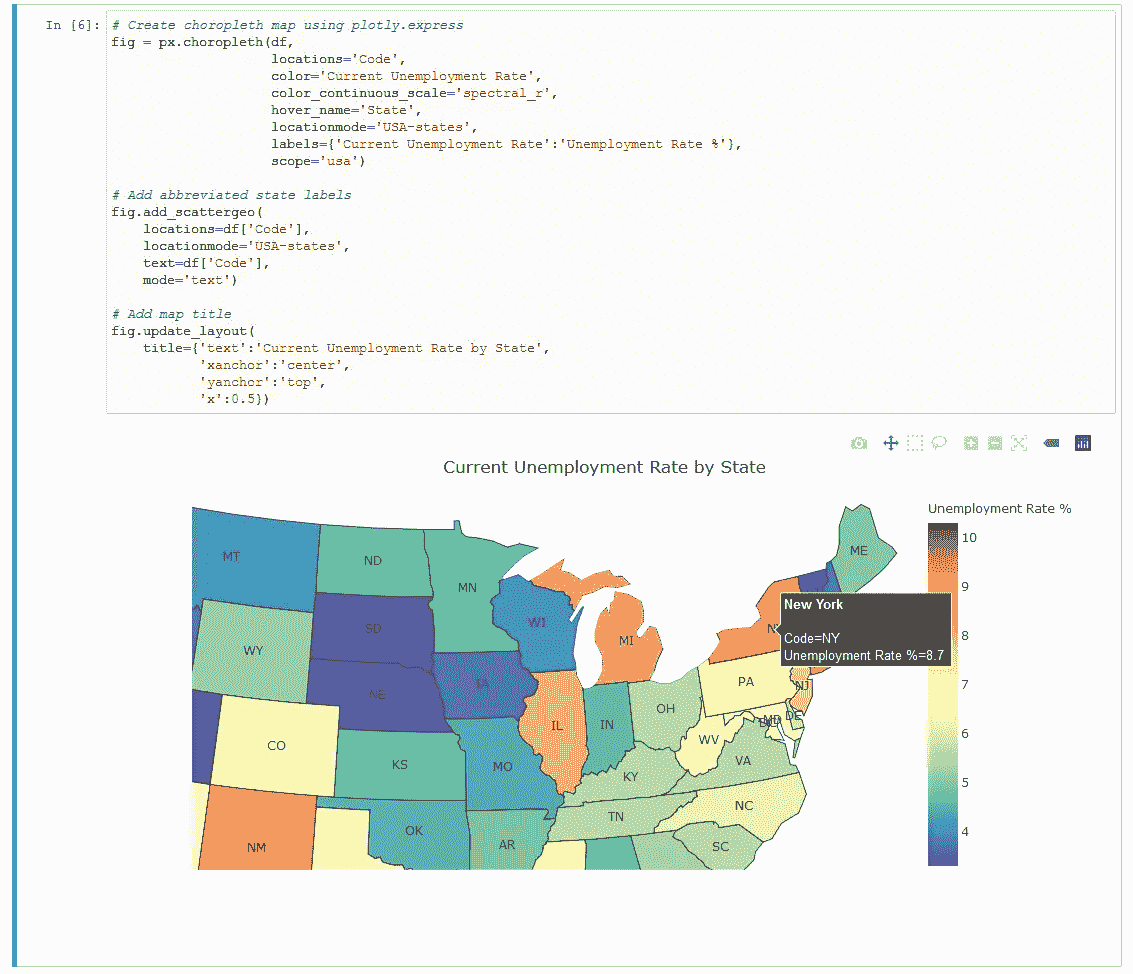 In [6]:
# Create choropleth map using plotly.express
fig = px.choropleth(df,
locations='Code',
color='Current Unemployment Rate',
color_continuous_scale='spectral_r',
hover_name='State',
locationmode='USA-states',
labels={'Current Unemployment Rate':'Unemployment Rate %'},
scope='usa')
# Add abbreviated state labels
fig.add_scattergeo(
locations=df['Code'],
locationmode='USA-states',
text=df['Code'],
mode='text')
# Add map title
fig.update_layout(
title={'text':'Current Unemployment Rate by State',
'xanchor':'center',
'yanchor':'top',
'x':0.5})
Current Unemployment Rate by State
Unemployment Rate %
10
9
8
7
6
5
4
ME
MT
ND
MN
New York
Code=NY
Unemployment Rate %=8.7
WI
SD
MI
WY
PA
IA
NJ
NE
OH
DE
MD
IN
IL
WV
CO
VA
KS
MO
KY
NC
TN
OK
AR
SC
NM